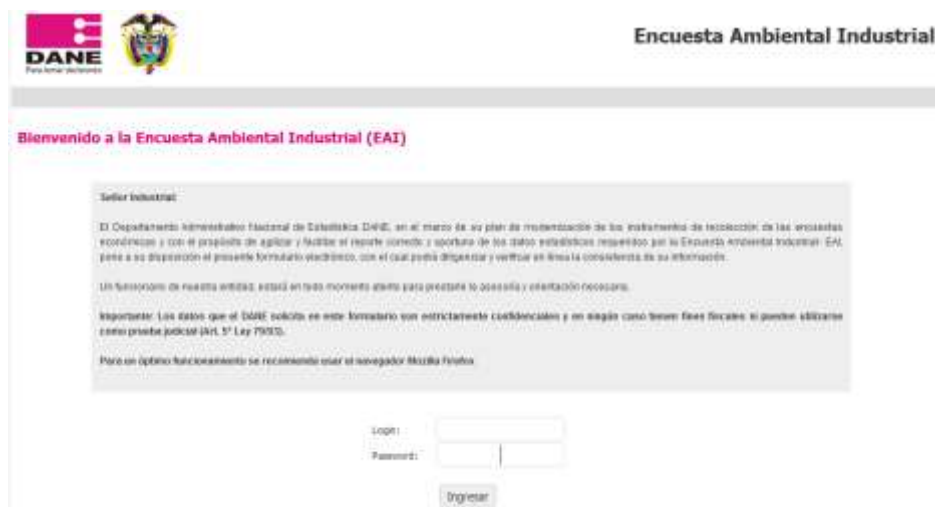 DANE
Para tomar decisiones
Encuesta Ambiental Industrial
Bienvenido a la Encuesta Ambiental Industrial (EAI)
Señor Industrial:
El Departamento Administrativo Nacional de Estadística DANE, en el marco de su plan de modernización de los instrumentos de recolección de las encuestas
económicas y con el propósito de agilizar y facilitar el reporte correcto y oportuno de los datos estadísticos requeridos por la Encuesta Ambiental Industrial- EAI,
pone a su disposición el presente formulario electrónico, con el cual podrá diligenciar y verificar en línea la consistencia de su información.
Un funcionario de nuestra entidad, estará en todo momento atento para prestarle la asesoría y orientación necesaria.
Importante: Los datos que el DANE solicita en este formulario son estrictamente confidenciales y en ningún caso tienen fines fiscales ni pueden utilizarse
como prueba judicial (Art. 5° Ley 79/93).
Para un óptimo funcionamiento se recomienda usar el navegador Mozilla Firefox
Login:
Password:
Ingresar